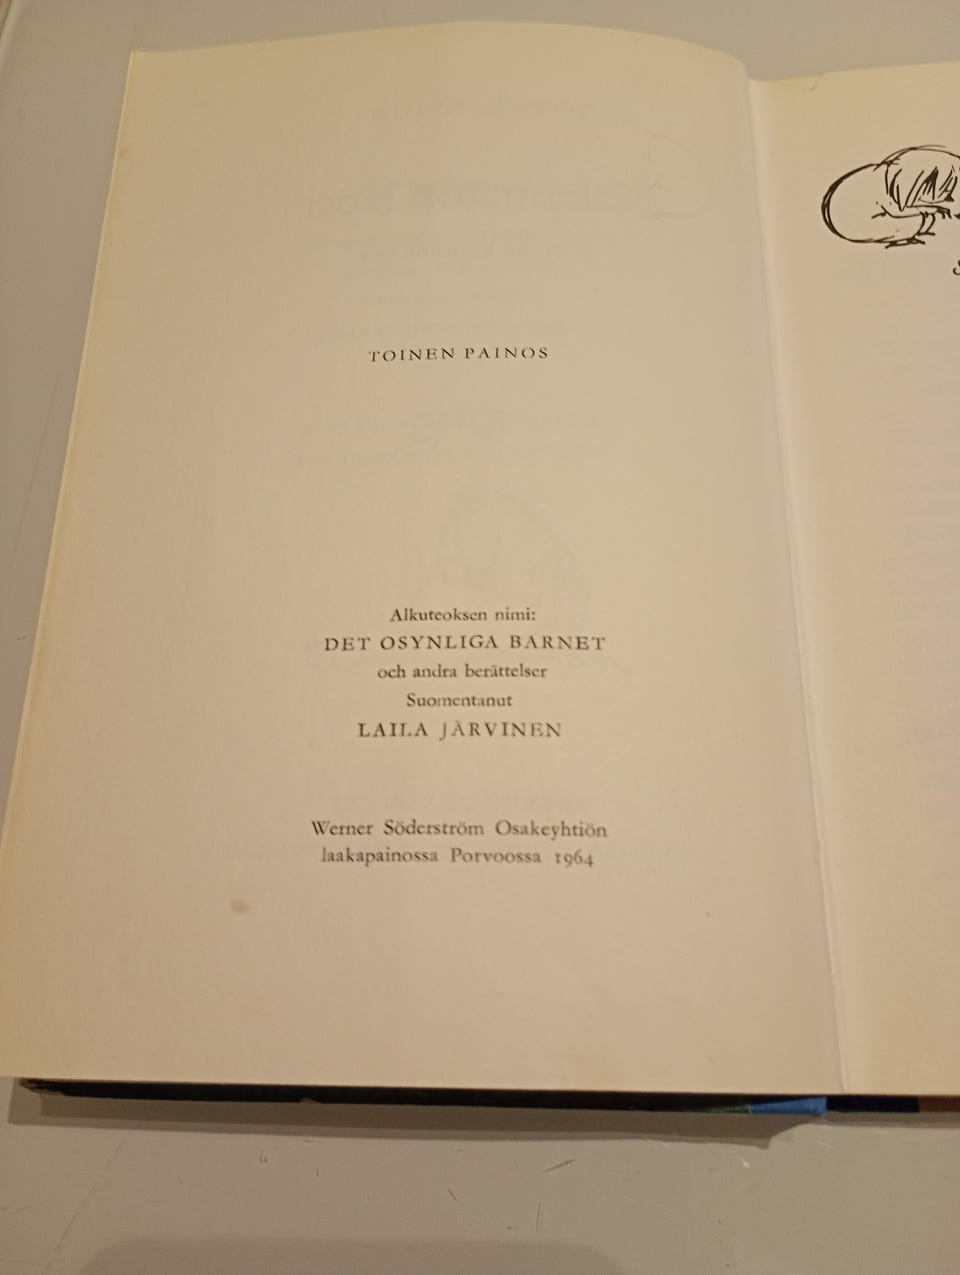 TOINEN PAINOS
Alkuteoksen nimi:
DET OSYNLIGA BARNET
och andra berättelser
Suomentanut
LAILA JÄRVINEN
Werner Söderström Osakeyhtiön
laakapainossa Porvoossa 1964